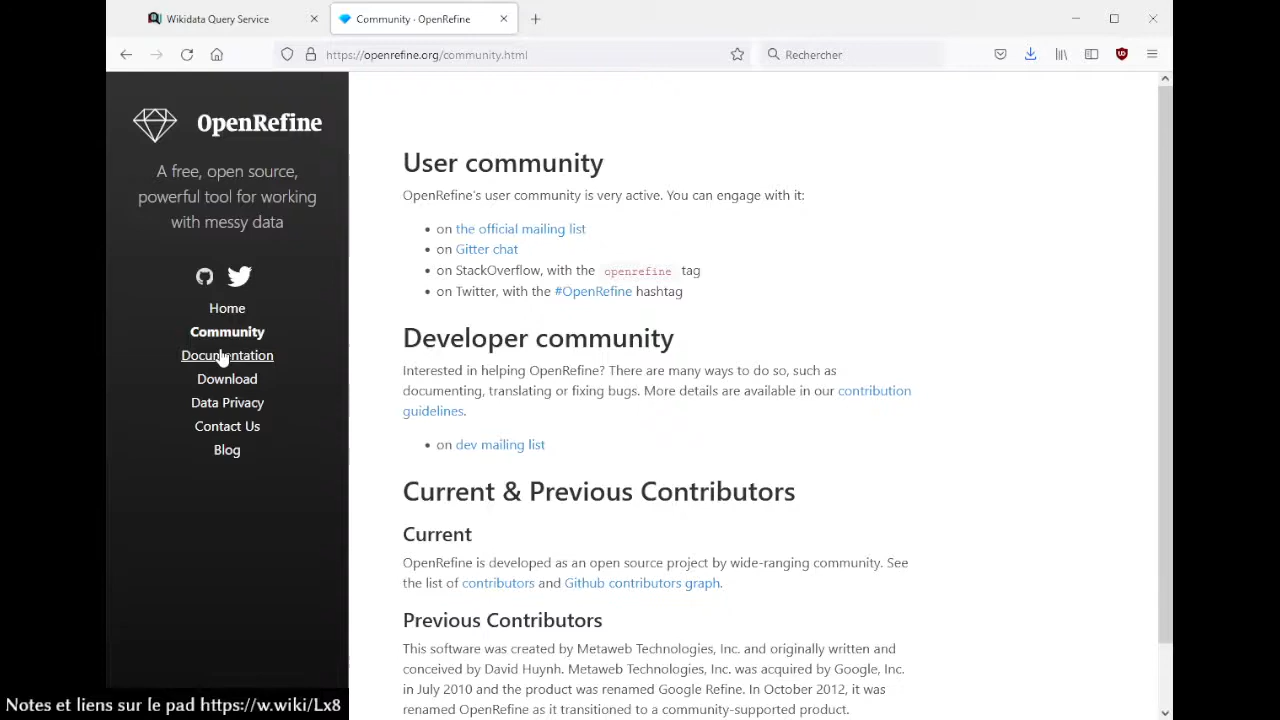 Wikidata Query Service
Community · OpenRefine
https://openrefine.org/community.html
Rechercher
OpenRefine
A free, open source,
powerful tool for working
with messy data
Home
Community
Documentation
Download
Data Privacy
Contact Us
Blog
User community
OpenRefine's user community is very active. You can engage with it:
• on the official mailing list
• on Gitter chat
• on StackOverflow, with the openrefine tag
• on Twitter, with the #OpenRefine hashtag
Developer community
Interested in helping OpenRefine? There are many ways to do so, such as
documenting, translating or fixing bugs. More details are available in our contribution
guidelines.
• on dev mailing list
Current & Previous Contributors
Current
OpenRefine is developed as an open source project by wide-ranging community. See
the list of contributors and Github contributors graph.
Previous Contributors
This software was created by Metaweb Technologies, Inc. and originally written and
conceived by David Huynh. Metaweb Technologies, Inc. was acquired by Google, Inc.
in July 2010 and the product was renamed Google Refine. In October 2012, it was
renamed OpenRefine as it transitioned to a community-supported product.
Notes et liens sur le pad https://w.wiki/Lx8